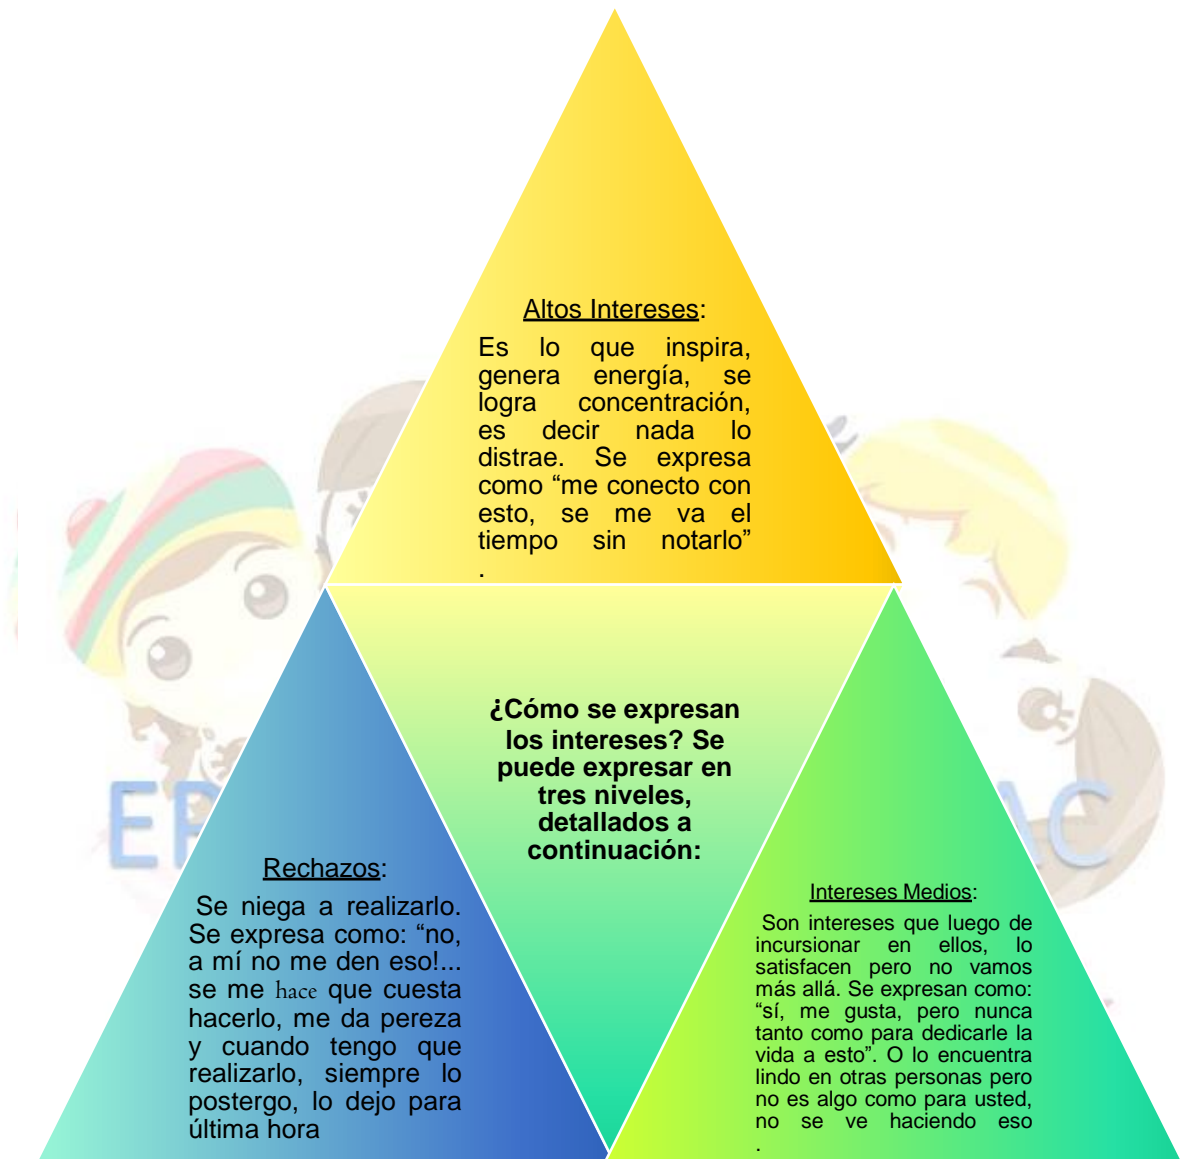 Altos Intereses:
Es lo que inspira,
genera energía, se
logra concentración,
es decir nada lo
distrae. Se expresa
como “me conecto con
esto, se me va el
tiempo sin notarlo”
.
¿Cómo se expresan
los intereses? Se
puede expresar en
tres niveles,
detallados a
continuación:
Rechazos:
Se niega a realizarlo.
Se expresa como: “no,
a mí no me den eso!...
se me hace que cuesta
hacerlo, me da pereza
y cuando tengo que
realizarlo, siempre lo
postergo, lo dejo para
última hora
Intereses Medios:
Son intereses que luego de
incursionar en ellos, lo
satisfacen pero no vamos
más allá. Se expresan como:
“sí, me gusta, pero nunca
tanto como para dedicarle la
vida a esto”. O lo encuentra
lindo en otras personas pero
no es algo como para usted,
no se ve haciendo eso
.